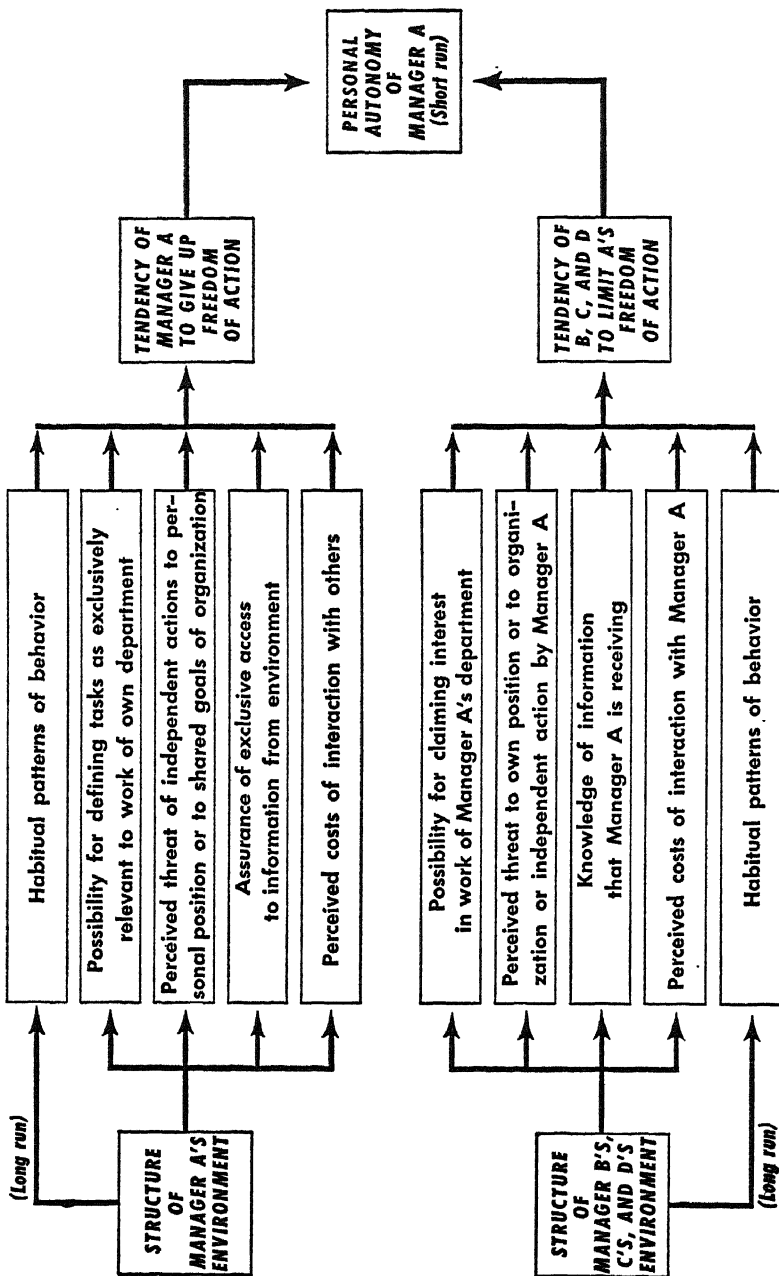 (Long run)
STRUCTURE
OF
MANAGER A'S
ENVIRONMENT
Habitual patterns of behavior
Possibility for defining tasks as exclusively
relevant to work of own department
Perceived threat of independent actions to per-
sonal position or to shared goals of organization
Assurance of exclusive access
to information from environment
Perceived costs of interaction with others
TENDENCY OF
MANAGER A
TO GIVE UP
FREEDOM
OF ACTION
PERSONAL
AUTONOMY
OF
MANAGER A
(Short run)
STRUCTURE
OF
MANAGER B'S,
C'S, AND D'S
ENVIRONMENT
(Long run)
Possibility for claiming interest
in work of Manager A's department
Perceived threat to own position or to organi-
zation or independent action by Manager A
Knowledge of information
that Manager A is receiving
Perceived costs of interaction with Manager A
Habitual patterns of behavior
TENDENCY OF
B, C, AND D
TO LIMIT A'S
FREEDOM
OF ACTION